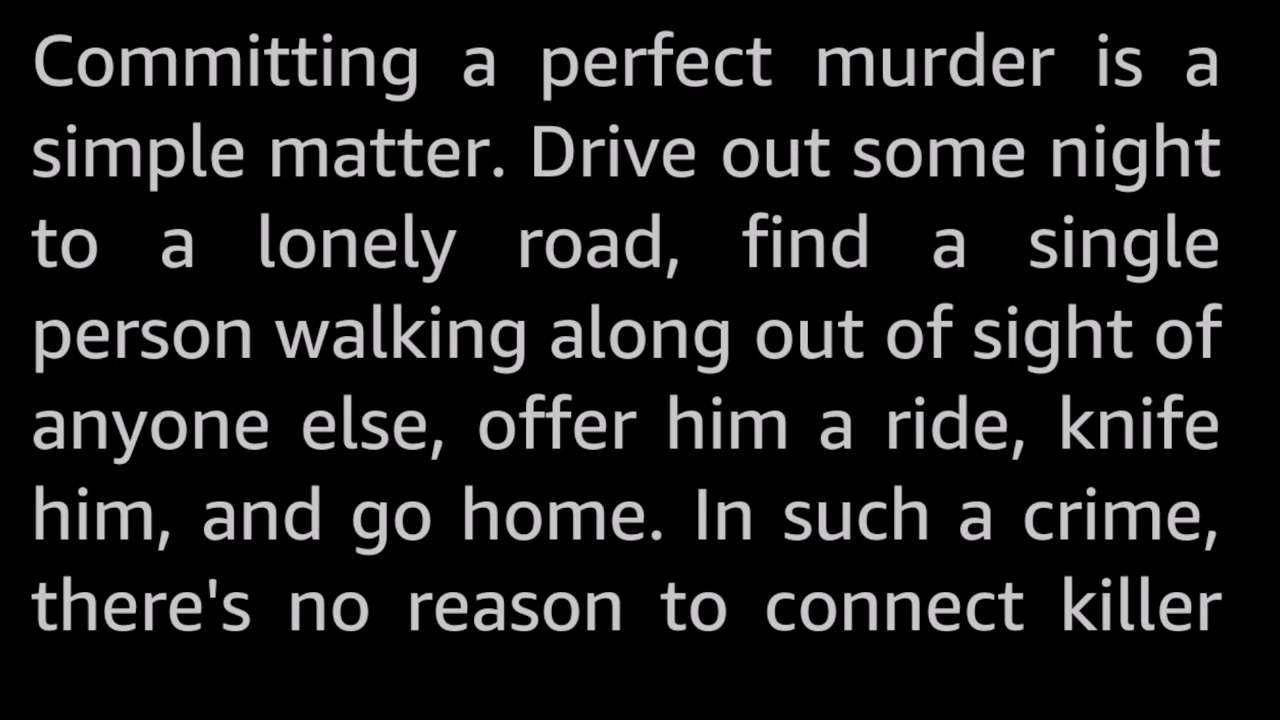 Committing a perfect murder is a
simple matter. Drive out some night
to a lonely road, find a single
person walking along out of sight of
anyone else, offer him a ride, knife
him, and go home. In such a crime,
there's no reason to connect killer